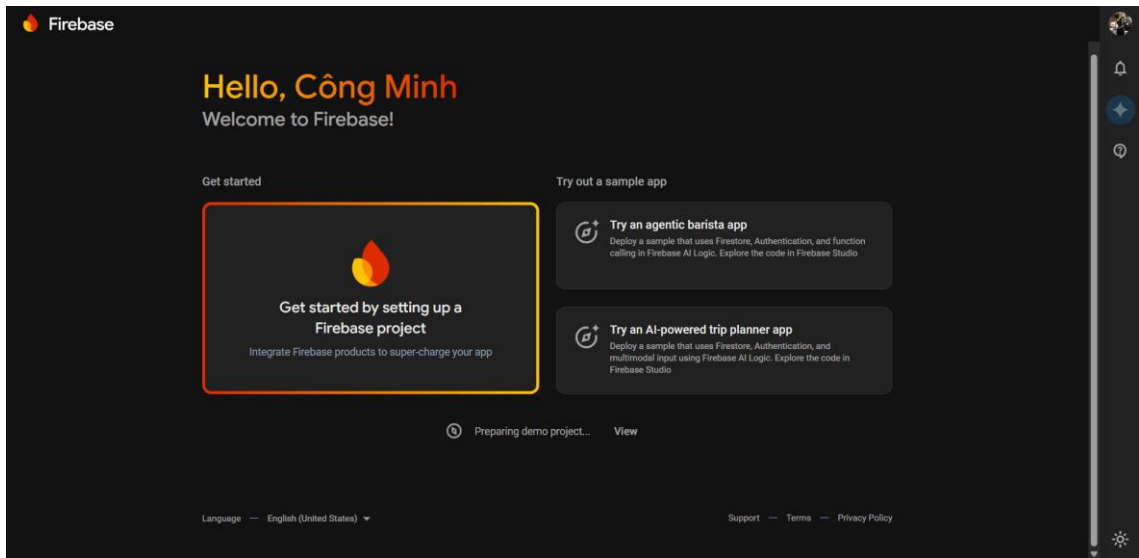 Firebase
Hello, Công Minh
Welcome to Firebase!
Get started
Get started by setting up a
Firebase project
Integrate Firebase products to super-charge your app
Try out a sample app
Try an agentic barista app
Deploy a sample that uses Firestore, Authentication, and function
calling in Firebase AI Logic. Explore the code in Firebase Studio
Try an AI-powered trip planner app
Deploy a sample that uses Firestore, Authentication, and
multimodal input using Firebase AI Logic. Explore the code in
Firebase Studio
Preparing demo project... View
Language — English (United States)
Support — Terms — Privacy Policy